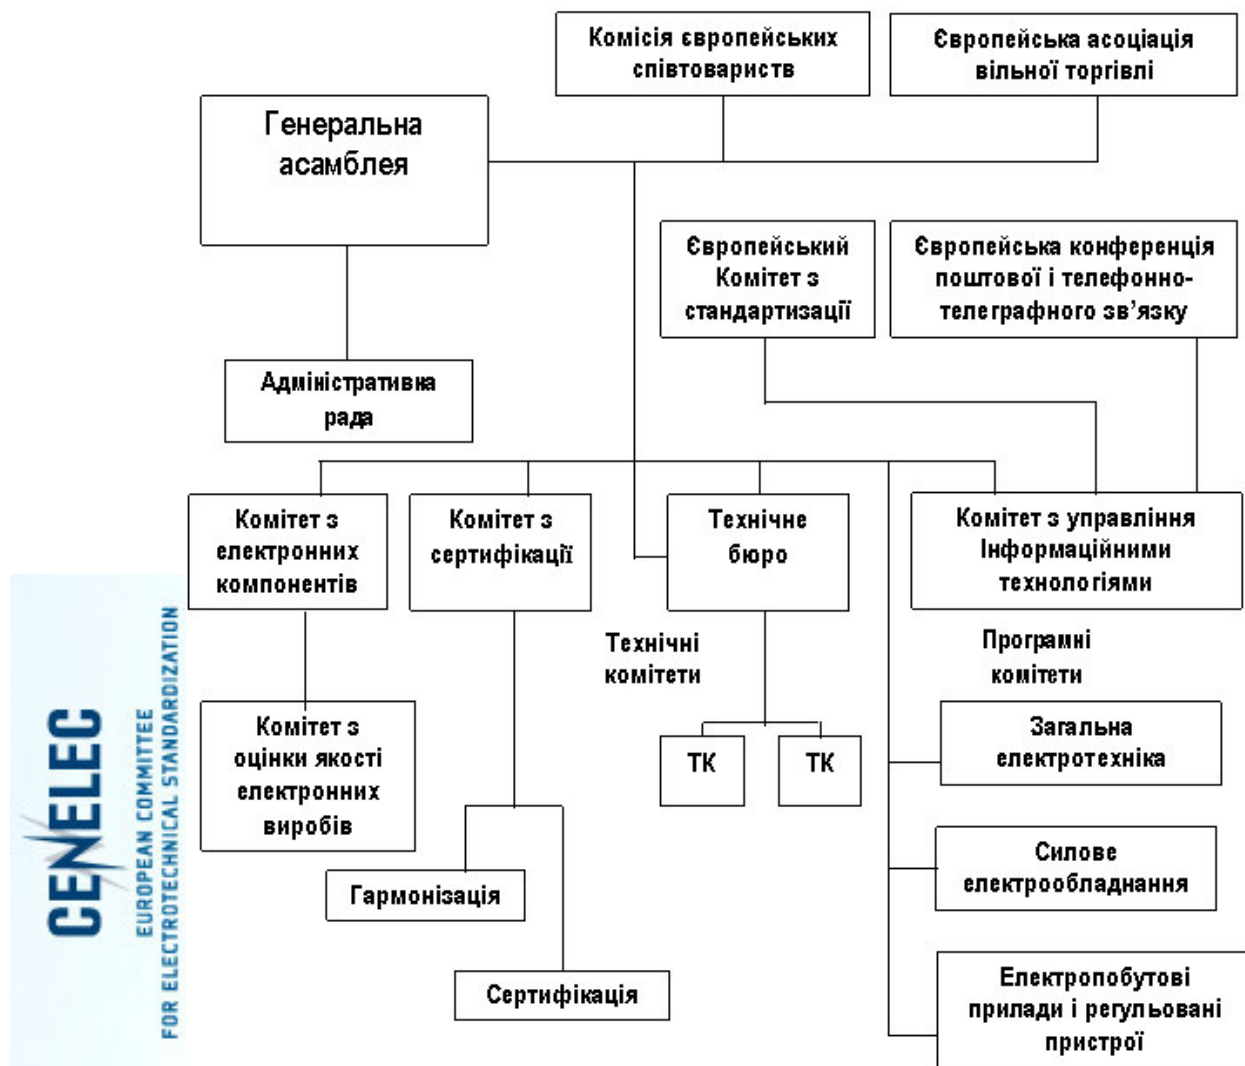 Комісія європейських
співтовариств
Європейська асоціація
вільної торгівлі
Генеральна
асамблея
Європейський
Комітет з
стандартизації
Європейська конференція
поштової і телефонно-
телеграфного зв’язку
Адміністративна
рада
Комітет з
електронних
компонентів
Комітет з
сертифікації
Технічне
бюро
Комітет з управління
Інформаційними
технологіями
Технічні
комітети
Програмні
комітети
Комітет з
оцінки якості
електронних
виробів
ТК
ТК
Загальна
електротехніка
Силове
електрообладнання
Гармонізація
Сертифікація
Електропобутові
прилади і регульовані
пристрої
CENELEC
EUROPEAN COMMITTEE
FOR ELECTROTECHNICAL STANDARDIZATION